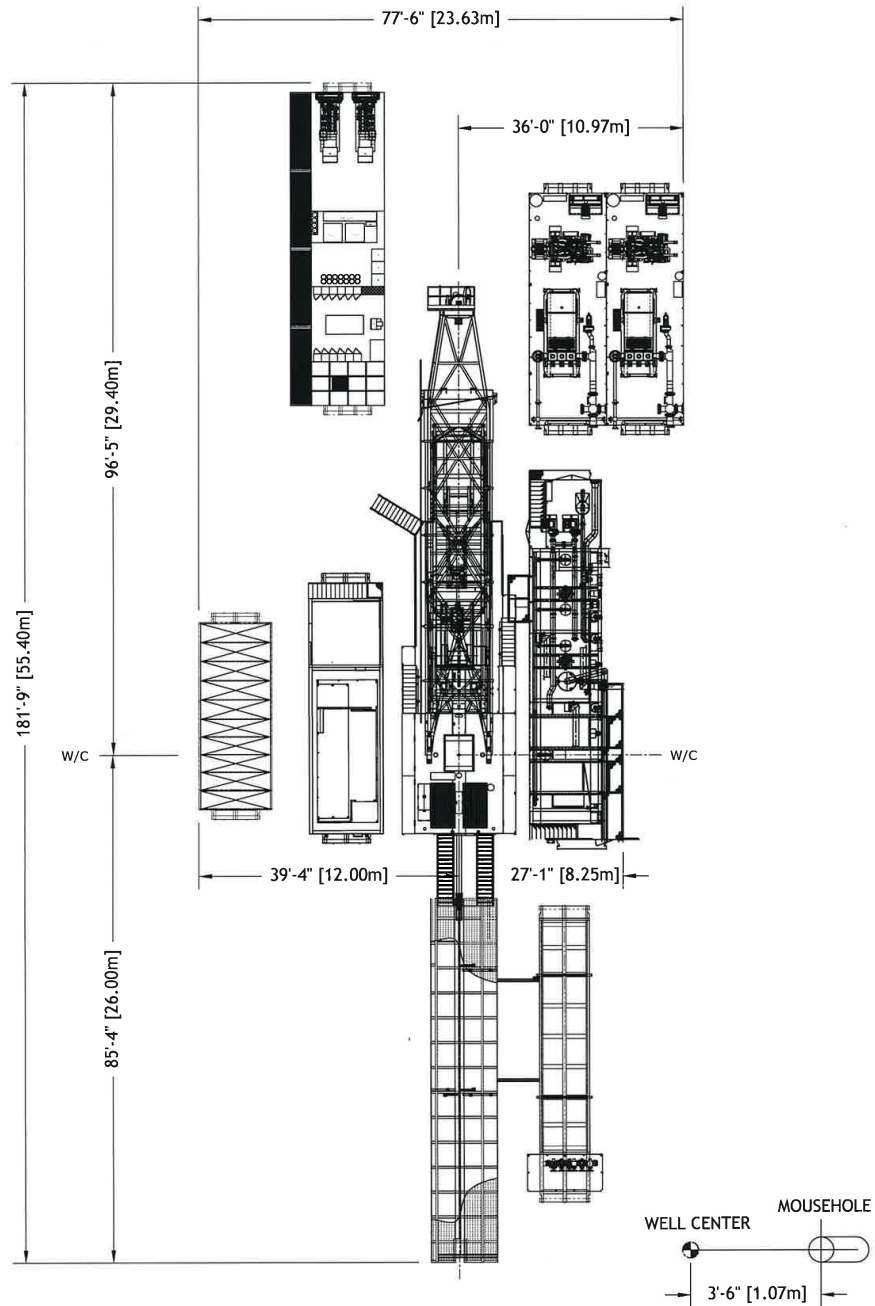 77'-6" [23.63m]
36'-0" [10.97m]
96'-5" [29.40m]
181'-9" [55.40m]
W/C
W/C
39'-4" [12.00m]
27'-1" [8.25m]
85'-4" [26.00m]
MOUSEHOLE
WELL CENTER
3'-6" [1.07m]